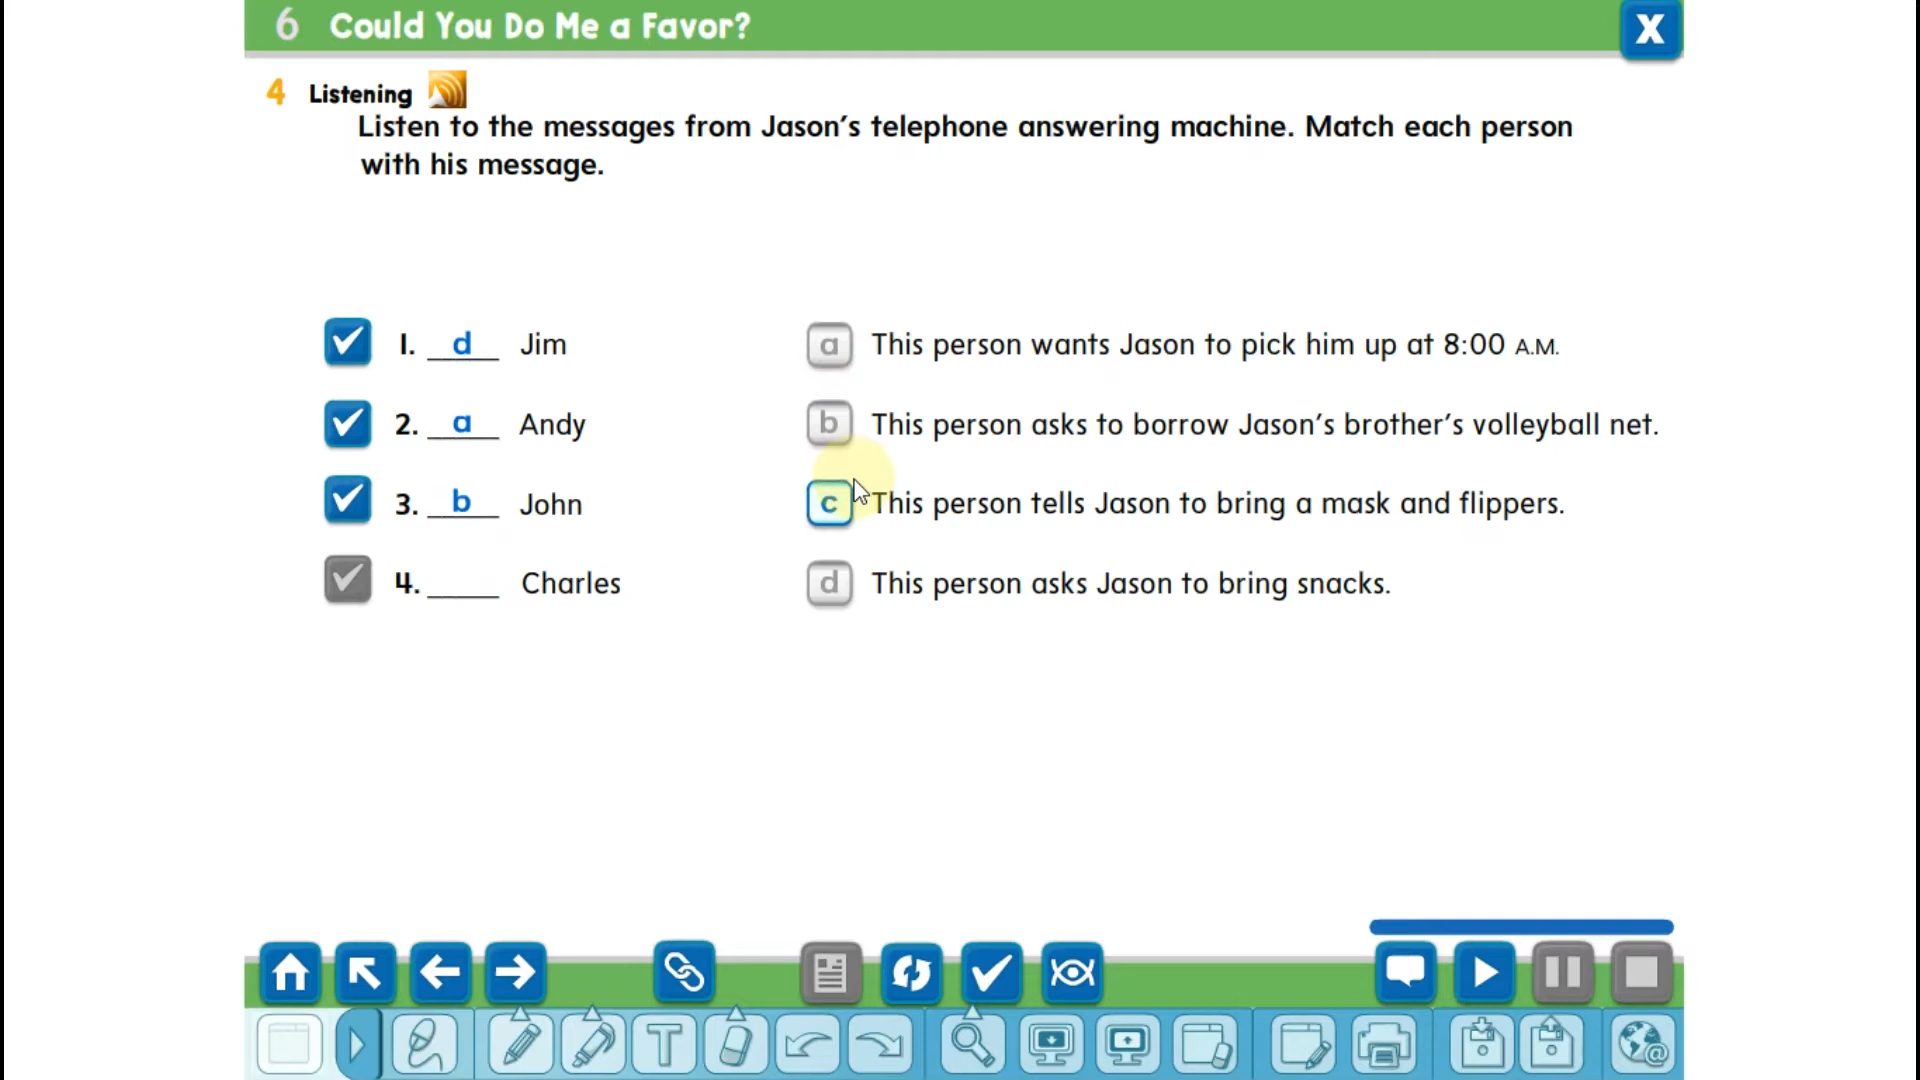 6 Could You Do Me a Favor?
X
4 Listening
Listen to the messages from Jason's telephone answering machine. Match each person
with his message.
1. d Jim
a This person wants Jason to pick him up at 8:00 A.M.
2. a Andy
b This person asks to borrow Jason's brother's volleyball net.
3. b John
c This person tells Jason to bring a mask and flippers.
4. ____ Charles
d This person asks Jason to bring snacks.
T
@